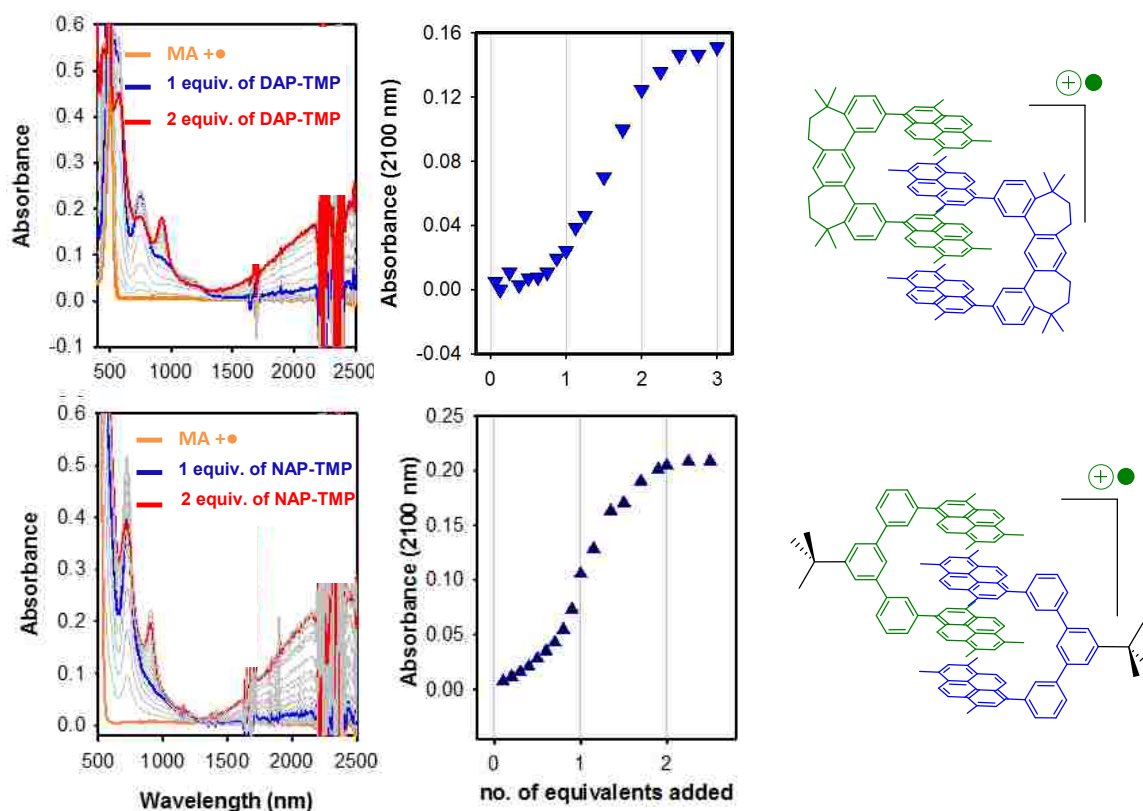 0.6
0.5
0.4
0.3
0.2
0.1
0.0
-0.1
Absorbance
MA +●
1 equiv. of DAP-TMP
2 equiv. of DAP-TMP
500 1000 1500 2000 2500
0.16
0.12
0.08
0.04
0.00
-0.04
Absorbance (2100 nm)
0 1 2 3
+ ●
0.6
0.5
0.4
0.3
0.2
0.1
0.0
Absorbance
MA +●
1 equiv. of NAP-TMP
2 equiv. of NAP-TMP
500 1000 1500 2000 2500
Wavelength (nm)
0.25
0.20
0.15
0.10
0.05
0.00
Absorbance (2100 nm)
0 1 2
no. of equivalents added
+ ●